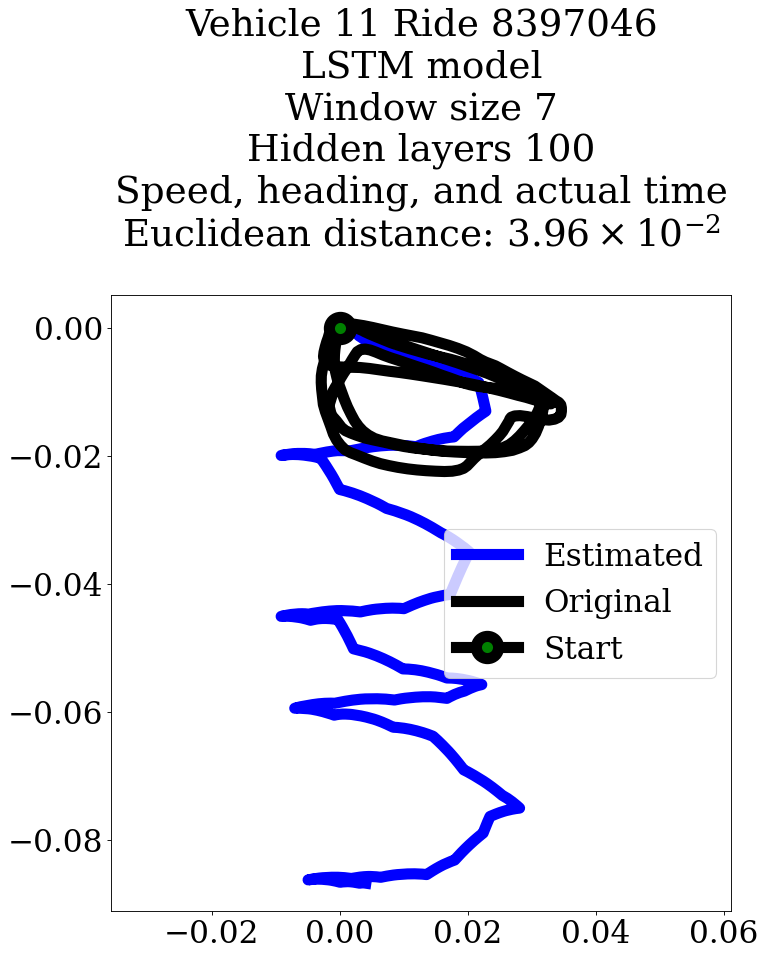 Vehicle 11 Ride 8397046
LSTM model
Window size 7
Hidden layers 100
Speed, heading, and actual time
Euclidean distance: 3.96 × 10⁻²
0.00
−0.02
−0.04
−0.06
−0.08
Estimated
Original
Start
−0.02 0.00 0.02 0.04 0.06